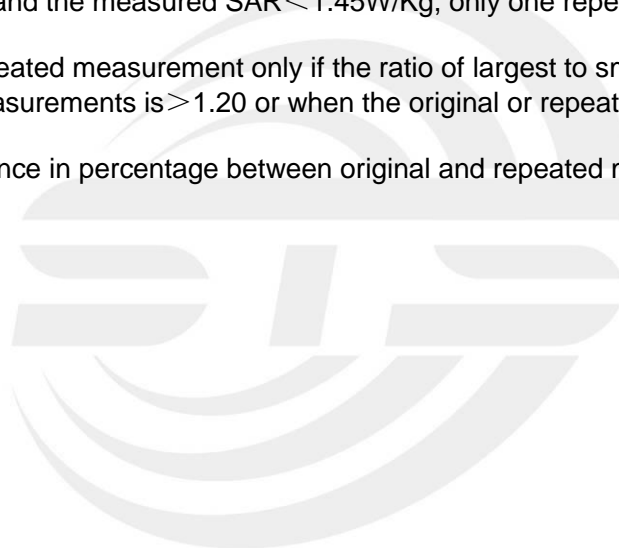 and the measured SAR＜1.45W/Kg, only one repe
eated measurement only if the ratio of largest to sm
asurements is＞1.20 or when the original or repeat
nce in percentage between original and repeated
STS